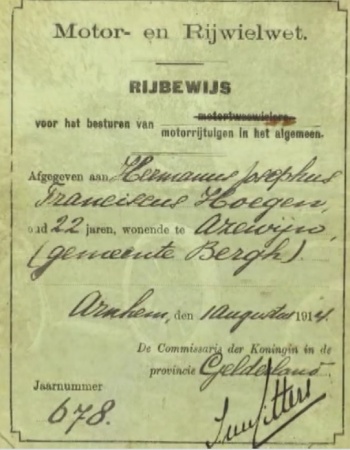 Motor- en Rijwielwet.
RIJBEWIJS
voor het besturen van motortweewielers
motorrijtuigen in het algemeen.
Afgegeven aan Hermanus Josephus
Franciscus Hoegen,
oud 22 jaren, wonende te Azewijn,
(gemeente Bergh).
Arnhem, den 1 augustus 1914.
De Commissaris der Koningin in de
provincie Gelderland
Jaarnummer
678.